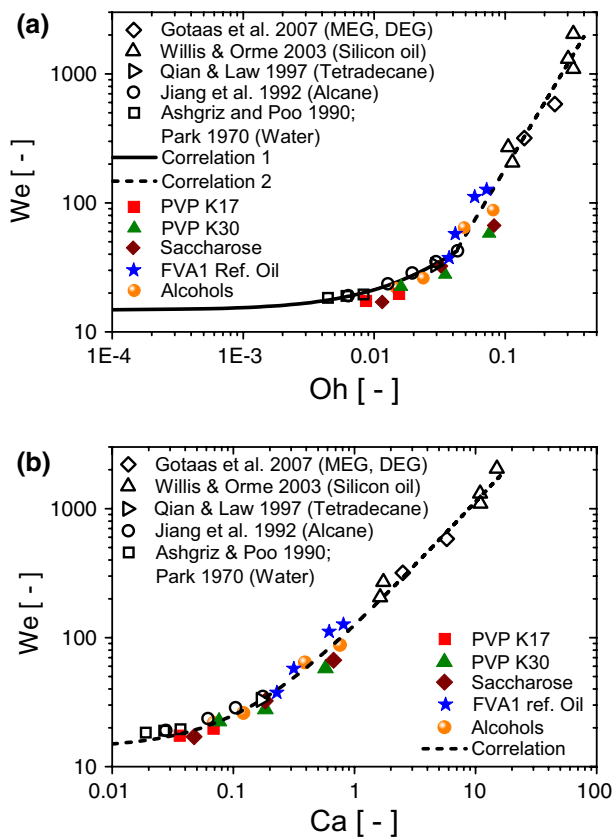 (a)
Gotaas et al. 2007 (MEG, DEG)
Willis & Orme 2003 (Silicon oil)
Qian & Law 1997 (Tetradecane)
Jiang et al. 1992 (Alcane)
Ashgriz and Poo 1990;
Park 1970 (Water)
Correlation 1
Correlation 2
PVP K17
PVP K30
Saccharose
FVA1 Ref. Oil
Alcohols
We [ - ]
1000
100
10
1E-4
1E-3
0.01
0.1
Oh [ - ]
(b)
Gotaas et al. 2007 (MEG, DEG)
Willis & Orme 2003 (Silicon oil)
Qian & Law 1997 (Tetradecane)
Jiang et al. 1992 (Alcane)
Ashgriz & Poo 1990;
Park 1970 (Water)
PVP K17
PVP K30
Saccharose
FVA1 ref. Oil
Alcohols
Correlation
We [ - ]
1000
100
10
0.01
0.1
1
10
100
Ca [ - ]